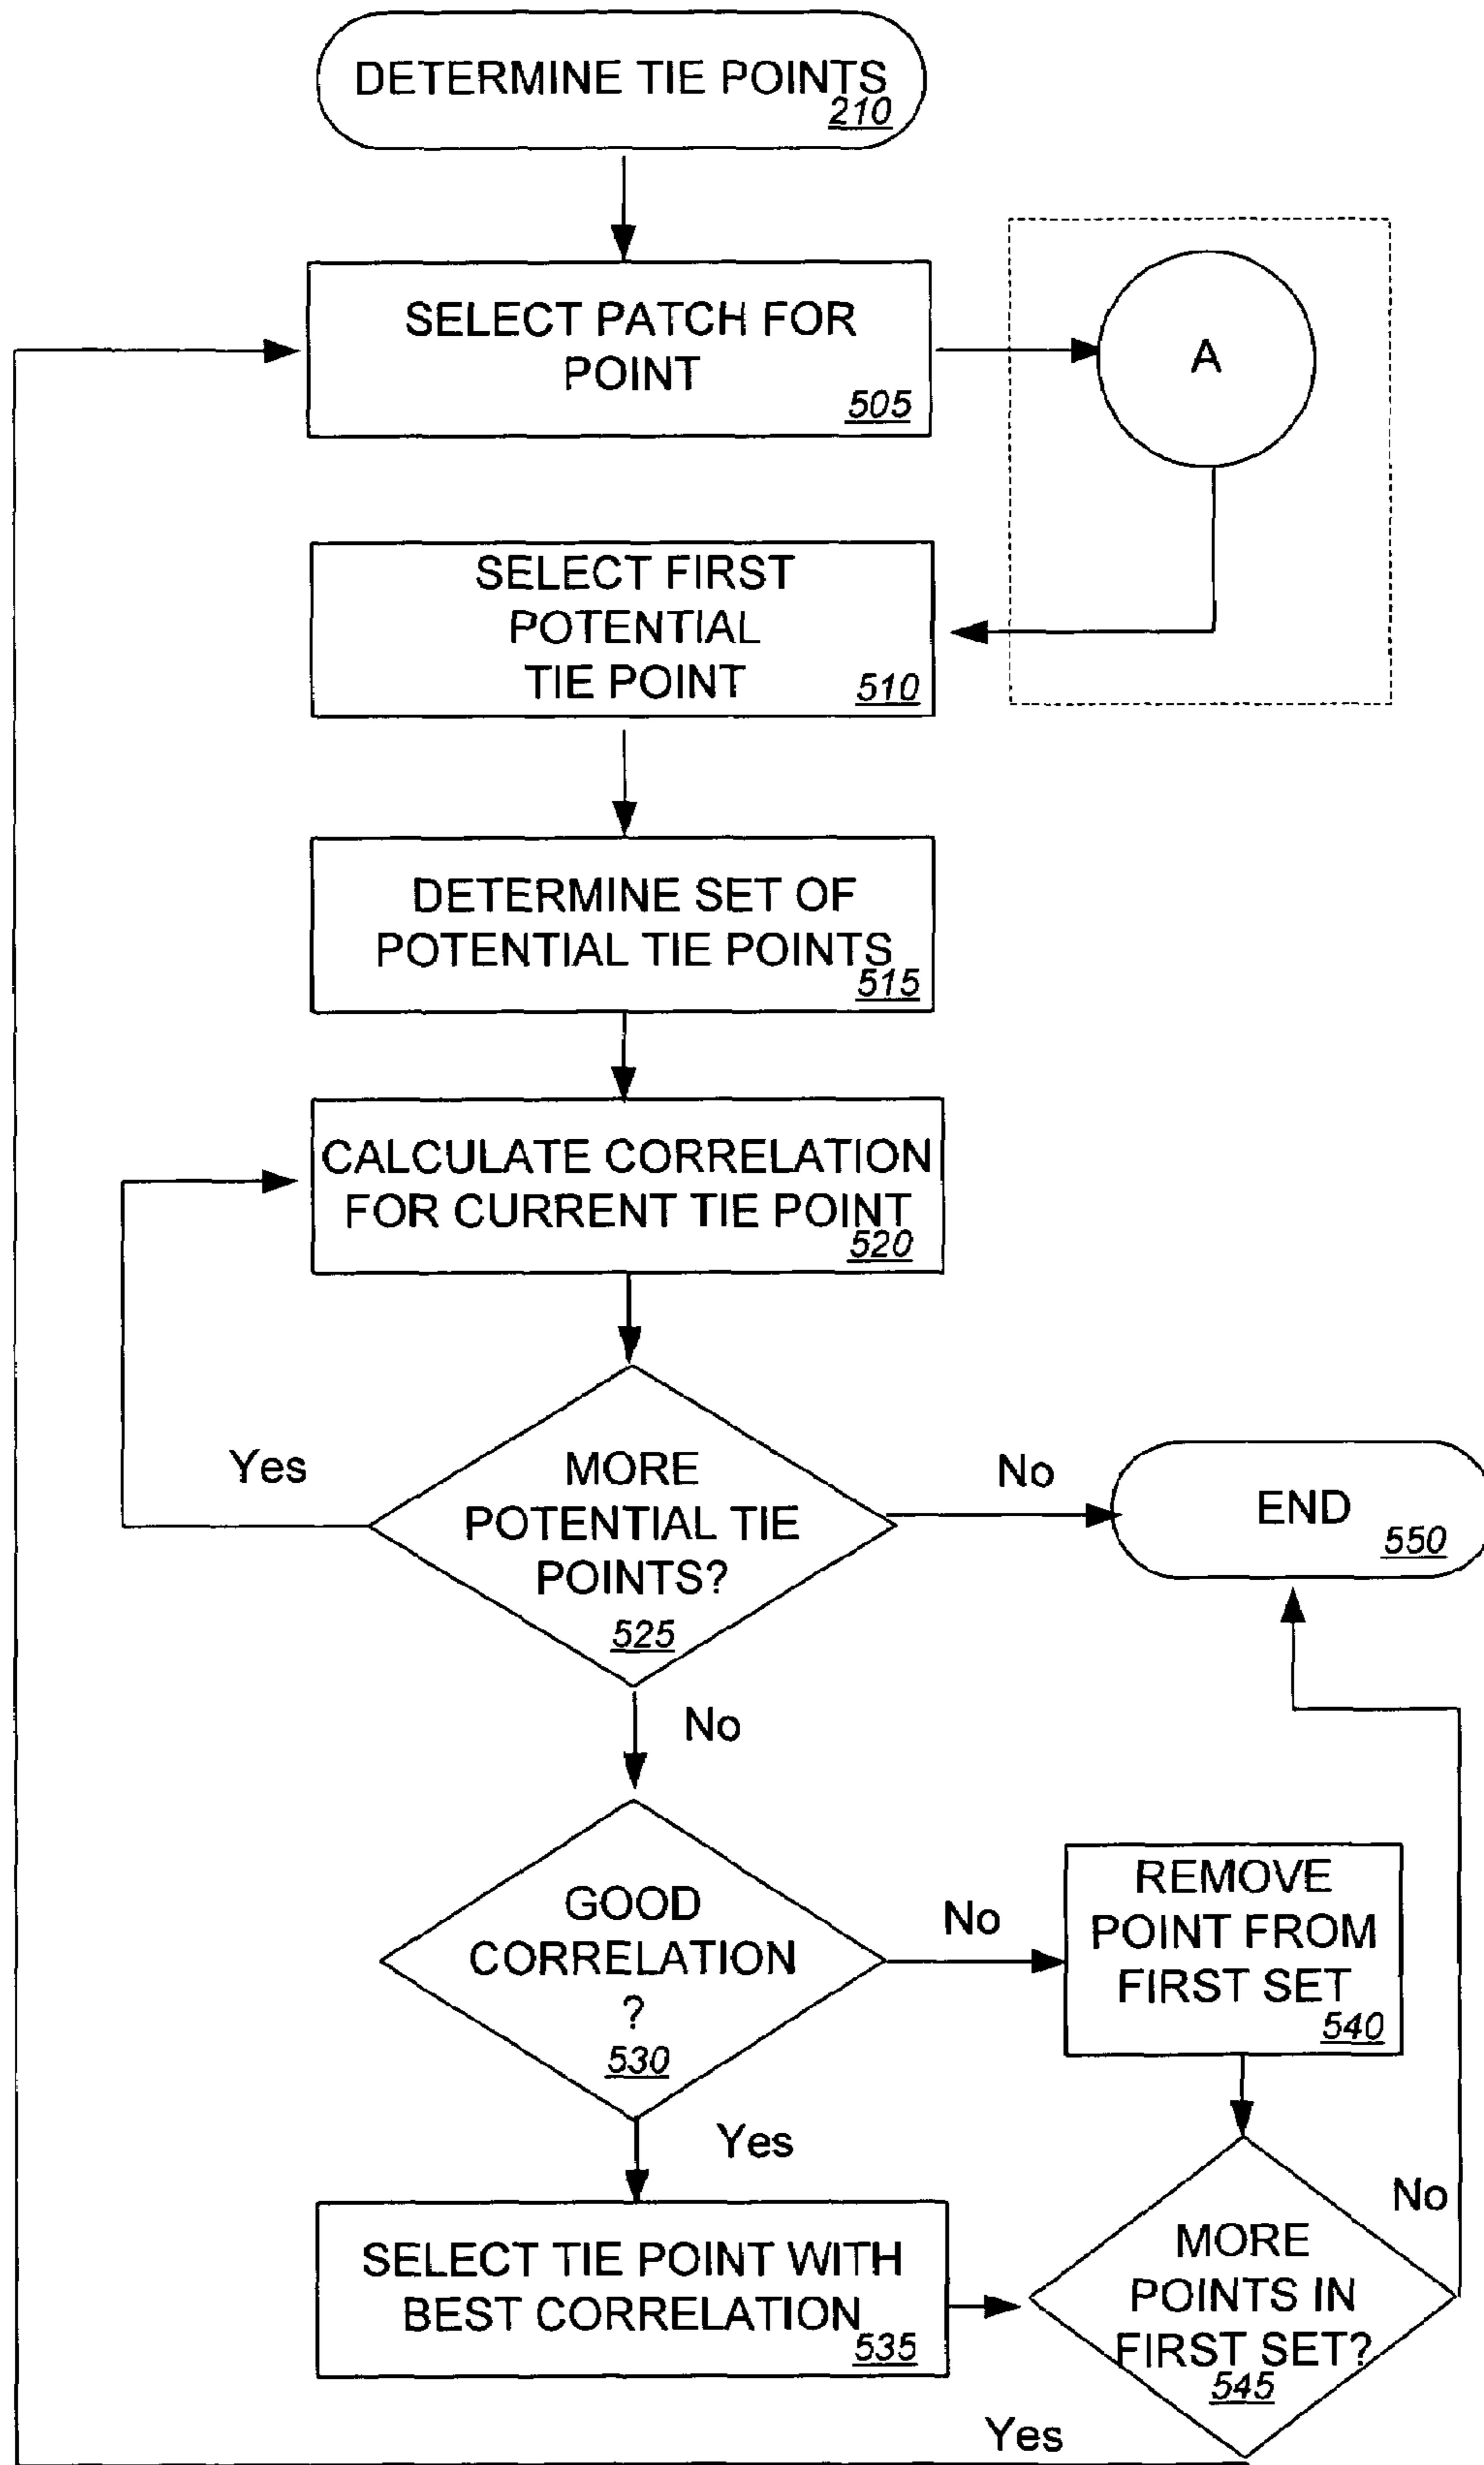 DETERMINE TIE POINTS
210
SELECT PATCH FOR
POINT
505
A
SELECT FIRST
POTENTIAL
TIE POINT
510
DETERMINE SET OF
POTENTIAL TIE POINTS
515
CALCULATE CORRELATION
FOR CURRENT TIE POINT
520
Yes
MORE
POTENTIAL TIE
POINTS?
525
No
END
550
No
GOOD
CORRELATION
?
530
No
REMOVE
POINT FROM
FIRST SET
540
Yes
SELECT TIE POINT WITH
BEST CORRELATION
535
MORE
POINTS IN
FIRST SET?
545
No
Yes